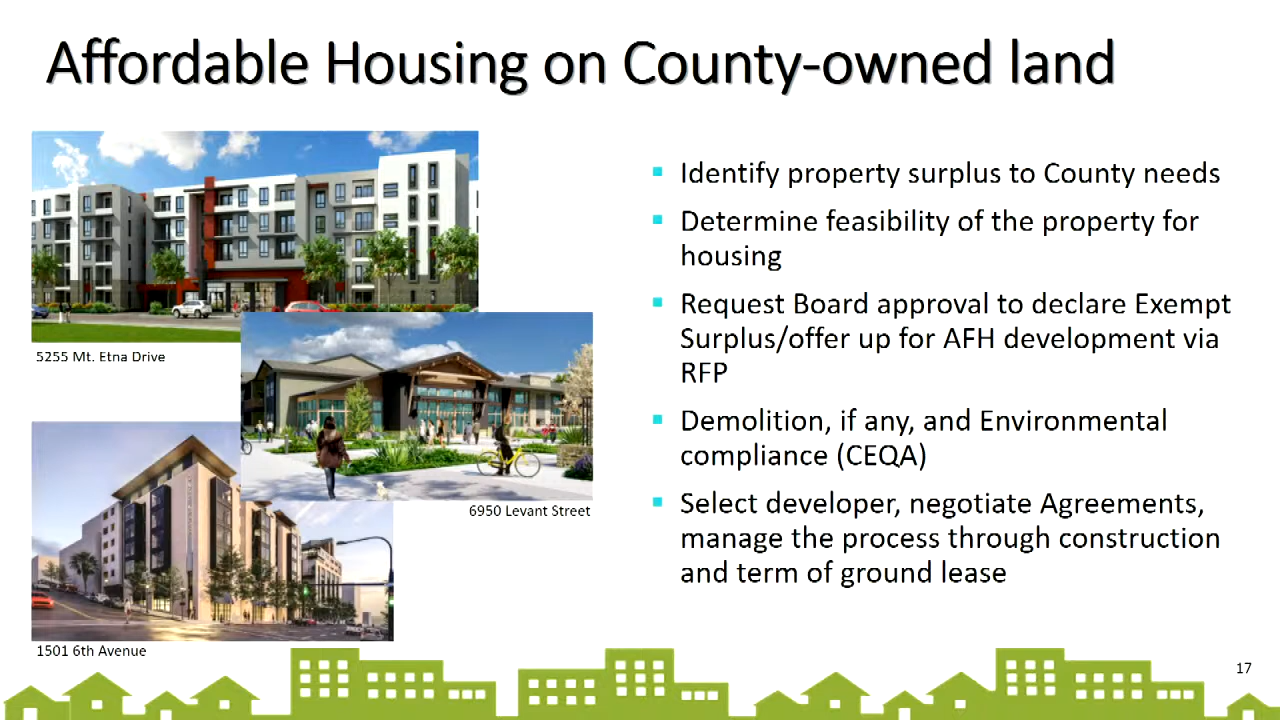 Affordable Housing on County-owned land
5255 Mt. Etna Drive
6950 Levant Street
1501 6th Avenue
Identify property surplus to County needs
Determine feasibility of the property for
housing
Request Board approval to declare Exempt
Surplus/offer up for AFH development via
RFP
Demolition, if any, and Environmental
compliance (CEQA)
Select developer, negotiate Agreements,
manage the process through construction
and term of ground lease
17